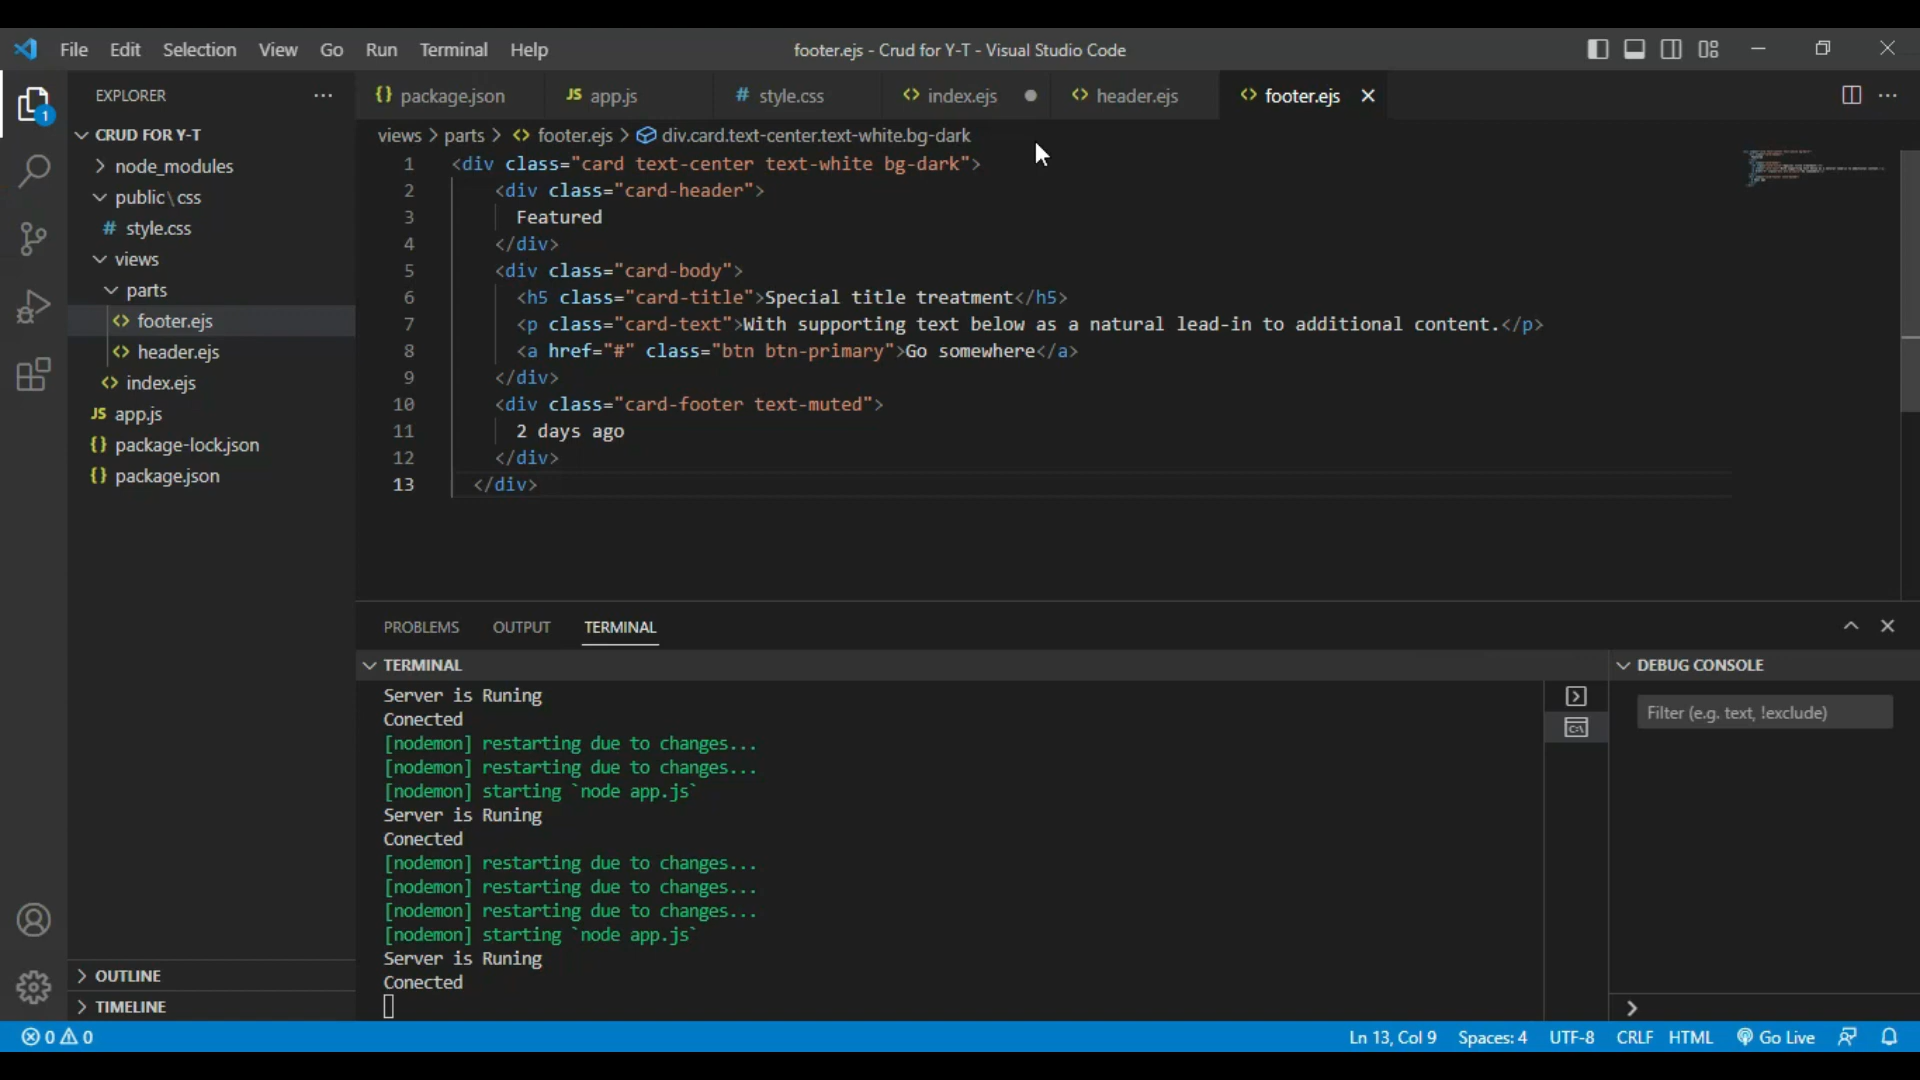 File Edit Selection View Go Run Terminal Help footer.ejs - Crud for Y-T - Visual Studio Code
EXPLORER
1
CRUD FOR Y-T
node_modules
public\css
# style.css
views
parts
<> footer.ejs
<> header.ejs
<> index.ejs
JS app.js
{} package-lock.json
{} package.json
OUTLINE
TIMELINE
{} package.json JS app.js # style.css <> index.ejs <> header.ejs <> footer.ejs
views > parts > <> footer.ejs > div.card.text-center.text-white.bg-dark
1 <div class="card text-center text-white bg-dark">
2 <div class="card-header">
3 Featured
4 </div>
5 <div class="card-body">
6 <h5 class="card-title">Special title treatment</h5>
7 <p class="card-text">With supporting text below as a natural lead-in to additional content.</p>
8 <a href="#" class="btn btn-primary">Go somewhere</a>
9 </div>
10 <div class="card-footer text-muted">
11 2 days ago
12 </div>
13 </div>
PROBLEMS OUTPUT TERMINAL
TERMINAL
Server is Runing
Conected
[nodemon] restarting due to changes...
[nodemon] restarting due to changes...
[nodemon] starting `node app.js`
Server is Runing
Conected
[nodemon] restarting due to changes...
[nodemon] restarting due to changes...
[nodemon] restarting due to changes...
[nodemon] starting `node app.js`
Server is Runing
Conected
DEBUG CONSOLE
Filter (e.g. text, !exclude)
0 0 Ln 13, Col 9 Spaces: 4 UTF-8 CRLF HTML Go Live